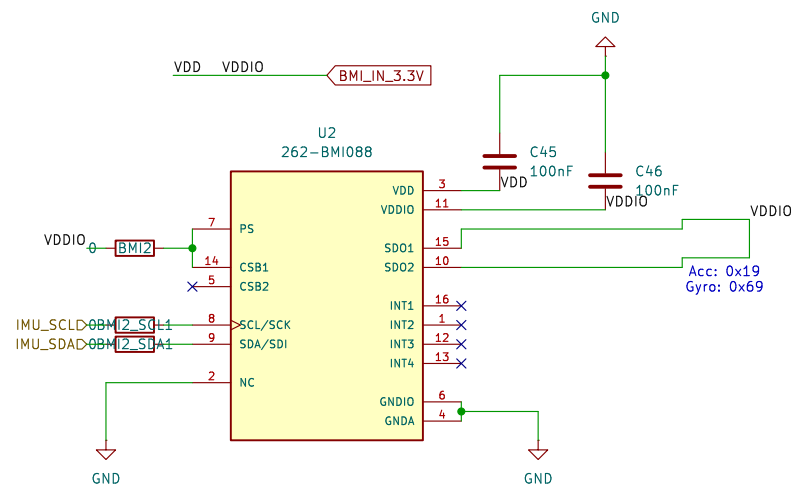 GND
VDD VDDIO
BMI_IN_3.3V
U2
262-BMI088
C45
100nF
C46
100nF
VDD
VDDIO
VDD 3
VDDIO 11
7 PS
SDO1 15
VDDIO
VDDIO
0
BMI2
14 CSB1
SDO2 10
Acc: 0x19
Gyro: 0x69
5 CSB2
INT1 16
IMU_SCL
0
BMI2_SCL1
8 SCL/SCK
INT2 1
IMU_SDA
0
BMI2_SDA1
9 SDA/SDI
INT3 12
INT4 13
2 NC
GNDIO 6
GNDA 4
GND
GND